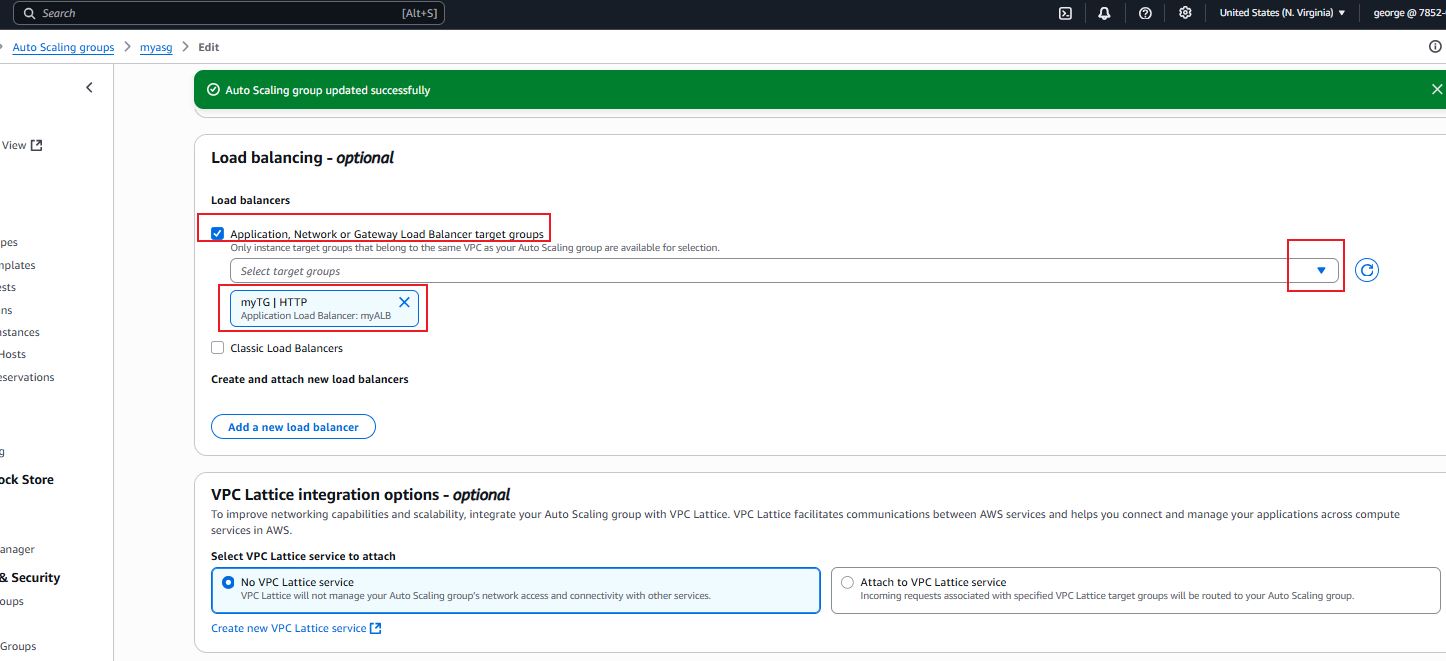 Search [Alt+S] United States (N. Virginia) george @ 7852-
Auto Scaling groups myasg Edit
Auto Scaling group updated successfully
View
pes
mplates
ests
ns
nstances
Hosts
eservations
g
ock Store
anager
& Security
oups
Groups
Load balancing - optional
Load balancers
Application, Network or Gateway Load Balancer target groups
Only instance target groups that belong to the same VPC as your Auto Scaling group are available for selection.
Select target groups
myTG | HTTP
Application Load Balancer: myALB
Classic Load Balancers
Create and attach new load balancers
Add a new load balancer
VPC Lattice integration options - optional
To improve networking capabilities and scalability, integrate your Auto Scaling group with VPC Lattice. VPC Lattice facilitates communications between AWS services and helps you connect and manage your applications across compute
services in AWS.
Select VPC Lattice service to attach
No VPC Lattice service
VPC Lattice will not manage your Auto Scaling group's network access and connectivity with other services.
Attach to VPC Lattice service
Incoming requests associated with specified VPC Lattice target groups will be routed to your Auto Scaling group.
Create new VPC Lattice service